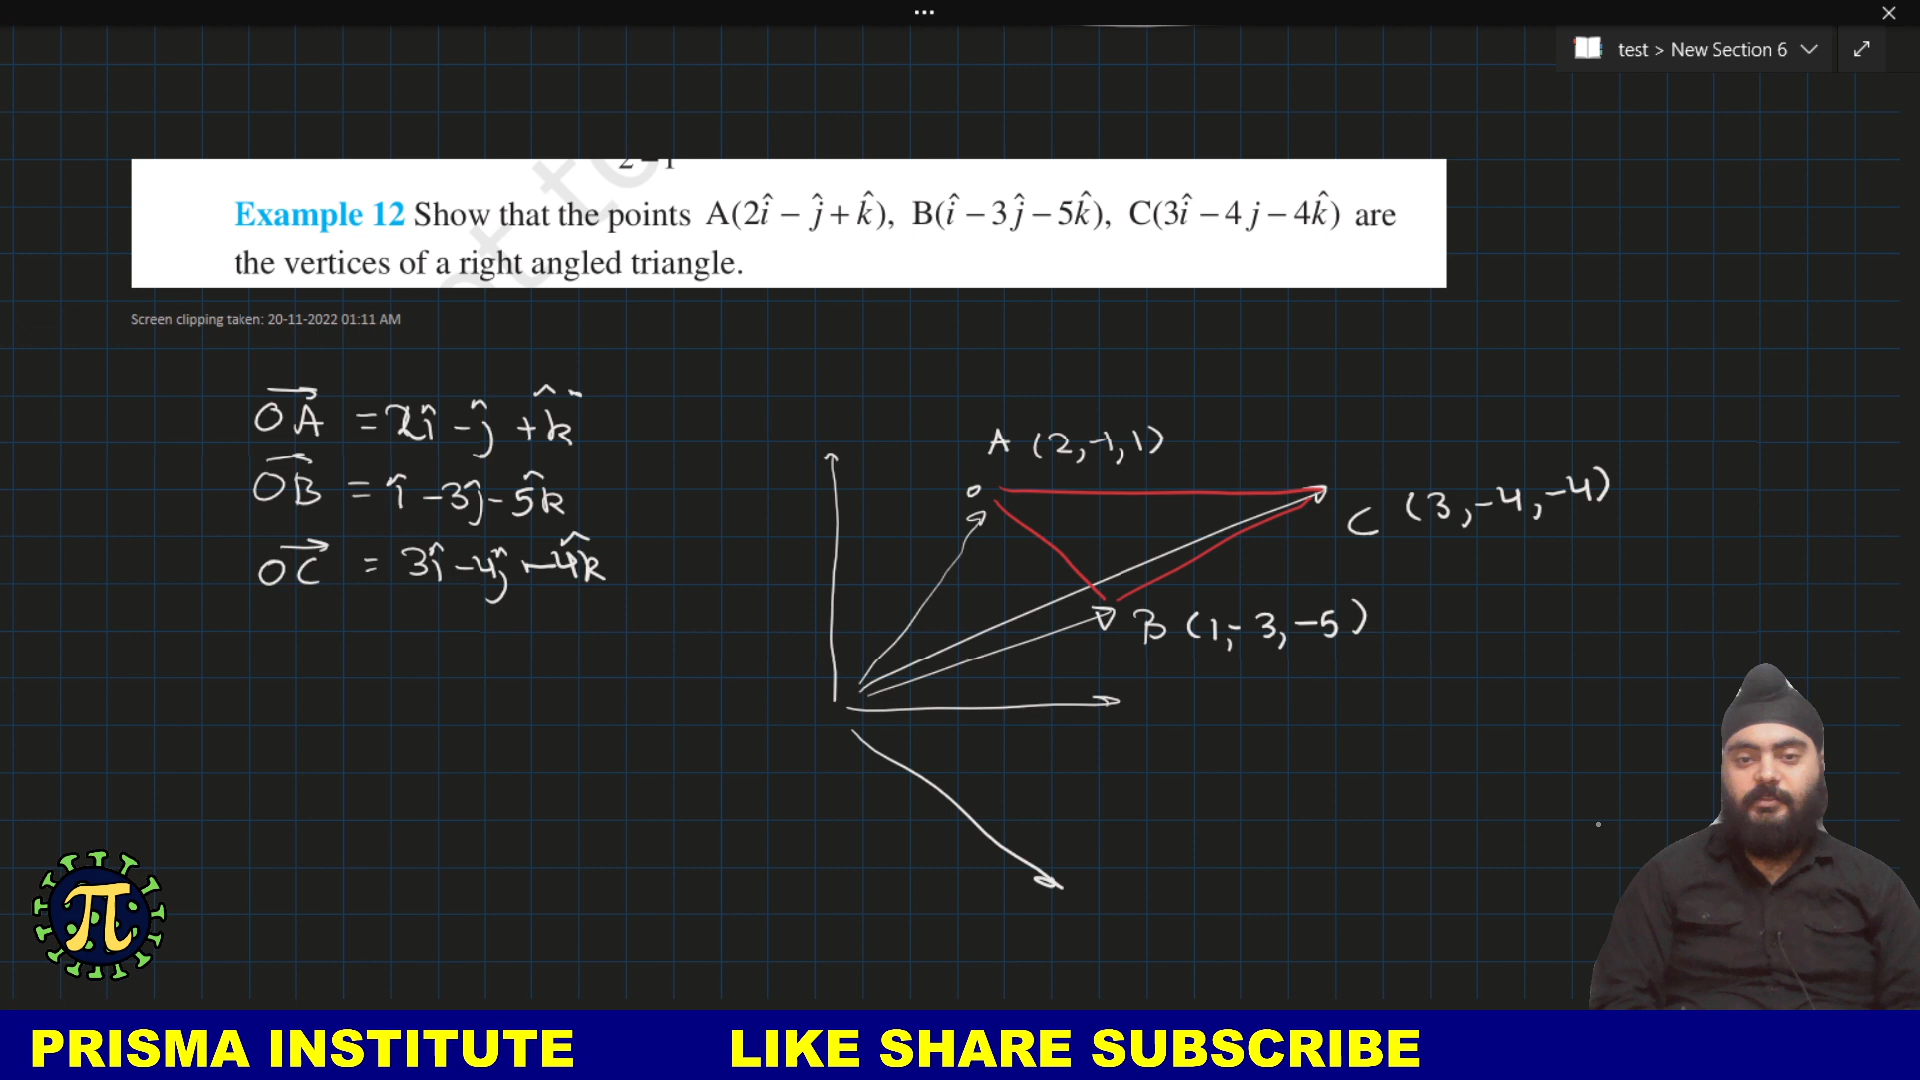 ...
test > New Section 6
2 – 1
Example 12 Show that the points A(2î − ĵ + k̂), B(î − 3ĵ − 5k̂), C(3î − 4j − 4k̂) are
the vertices of a right angled triangle.
Screen clipping taken: 20-11-2022 01:11 AM
OA = 2î - ĵ + k̂
OB = î - 3ĵ - 5k̂
OC = 3î - 4ĵ - 4k̂
A (2, -1, 1)
C (3, -4, -4)
B (1, -3, -5)
π
PRISMA INSTITUTE LIKE SHARE SUBSCRIBE